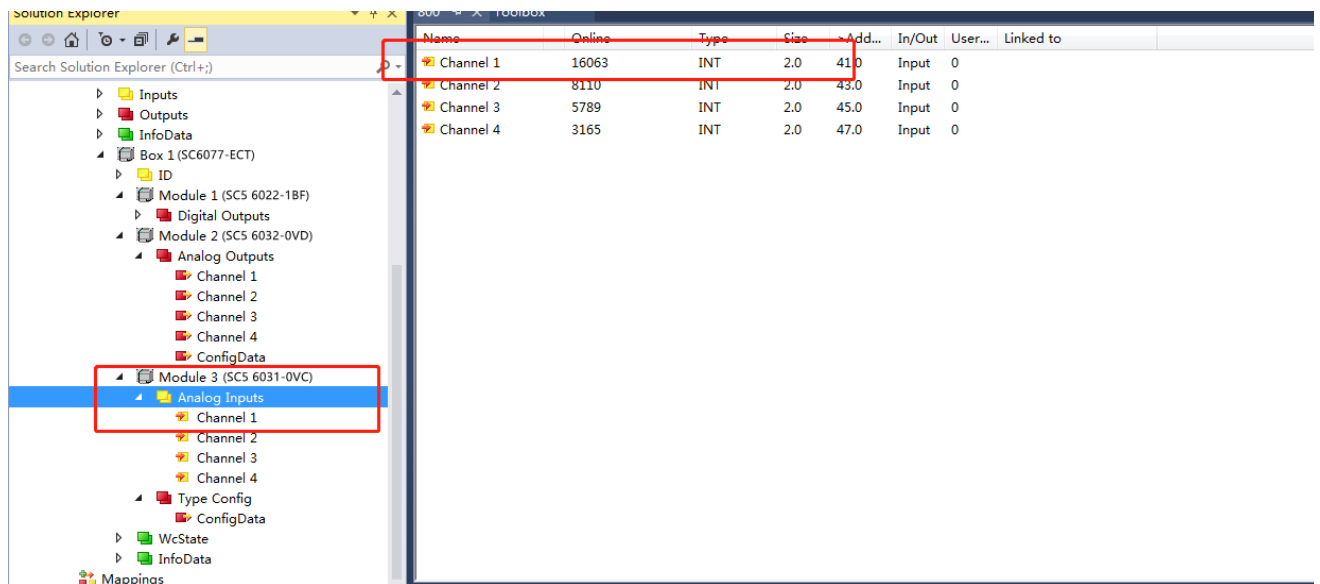 Solution Explorer
800 Toolbox
Search Solution Explorer (Ctrl+;)
Inputs
Outputs
InfoData
Box 1 (SC6077-ECT)
ID
Module 1 (SC5 6022-1BF)
Digital Outputs
Module 2 (SC5 6032-0VD)
Analog Outputs
Channel 1
Channel 2
Channel 3
Channel 4
ConfigData
Module 3 (SC5 6031-0VC)
Analog Inputs
Channel 1
Channel 2
Channel 3
Channel 4
Type Config
ConfigData
WcState
InfoData
Mappings
Name Online Type Size >Add... In/Out User... Linked to
Channel 1 16063 INT 2.0 41.0 Input 0
Channel 2 8110 INT 2.0 43.0 Input 0
Channel 3 5789 INT 2.0 45.0 Input 0
Channel 4 3165 INT 2.0 47.0 Input 0